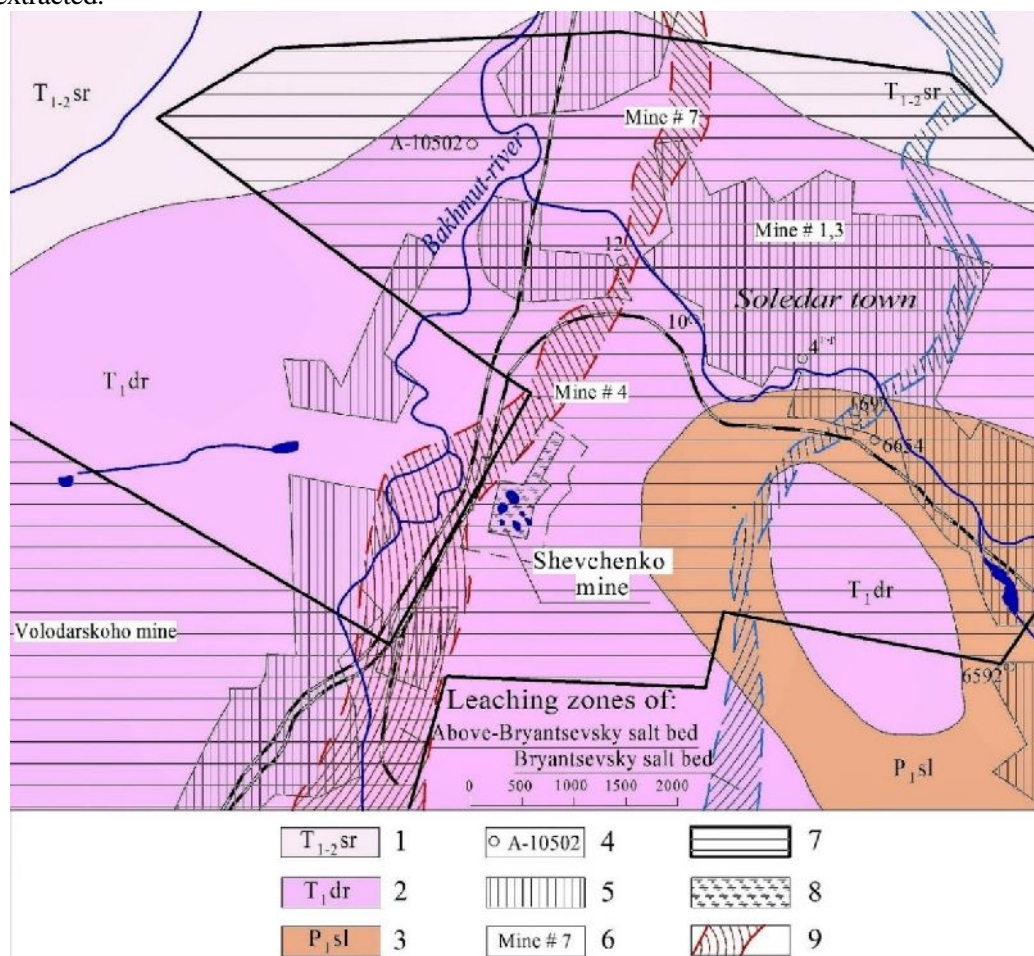 extracted.
T₁₋₂sr
T₁₋₂sr
Mine # 7
A-10502
Bakhmut-river
Mine # 1,3
12
Soledar town
10
T₁dr
Mine # 4
6654
Shevchenko
mine
T₁dr
Volodarskoho mine
6592
Leaching zones of:
Above-Bryantsevsky salt bed
Bryantsevsky salt bed
P₁sl
0 500 1000 1500 2000
T₁₋₂sr 1 A-10502 4 7
T₁dr 2 5 8
P₁sl 3 Mine # 7 6 9